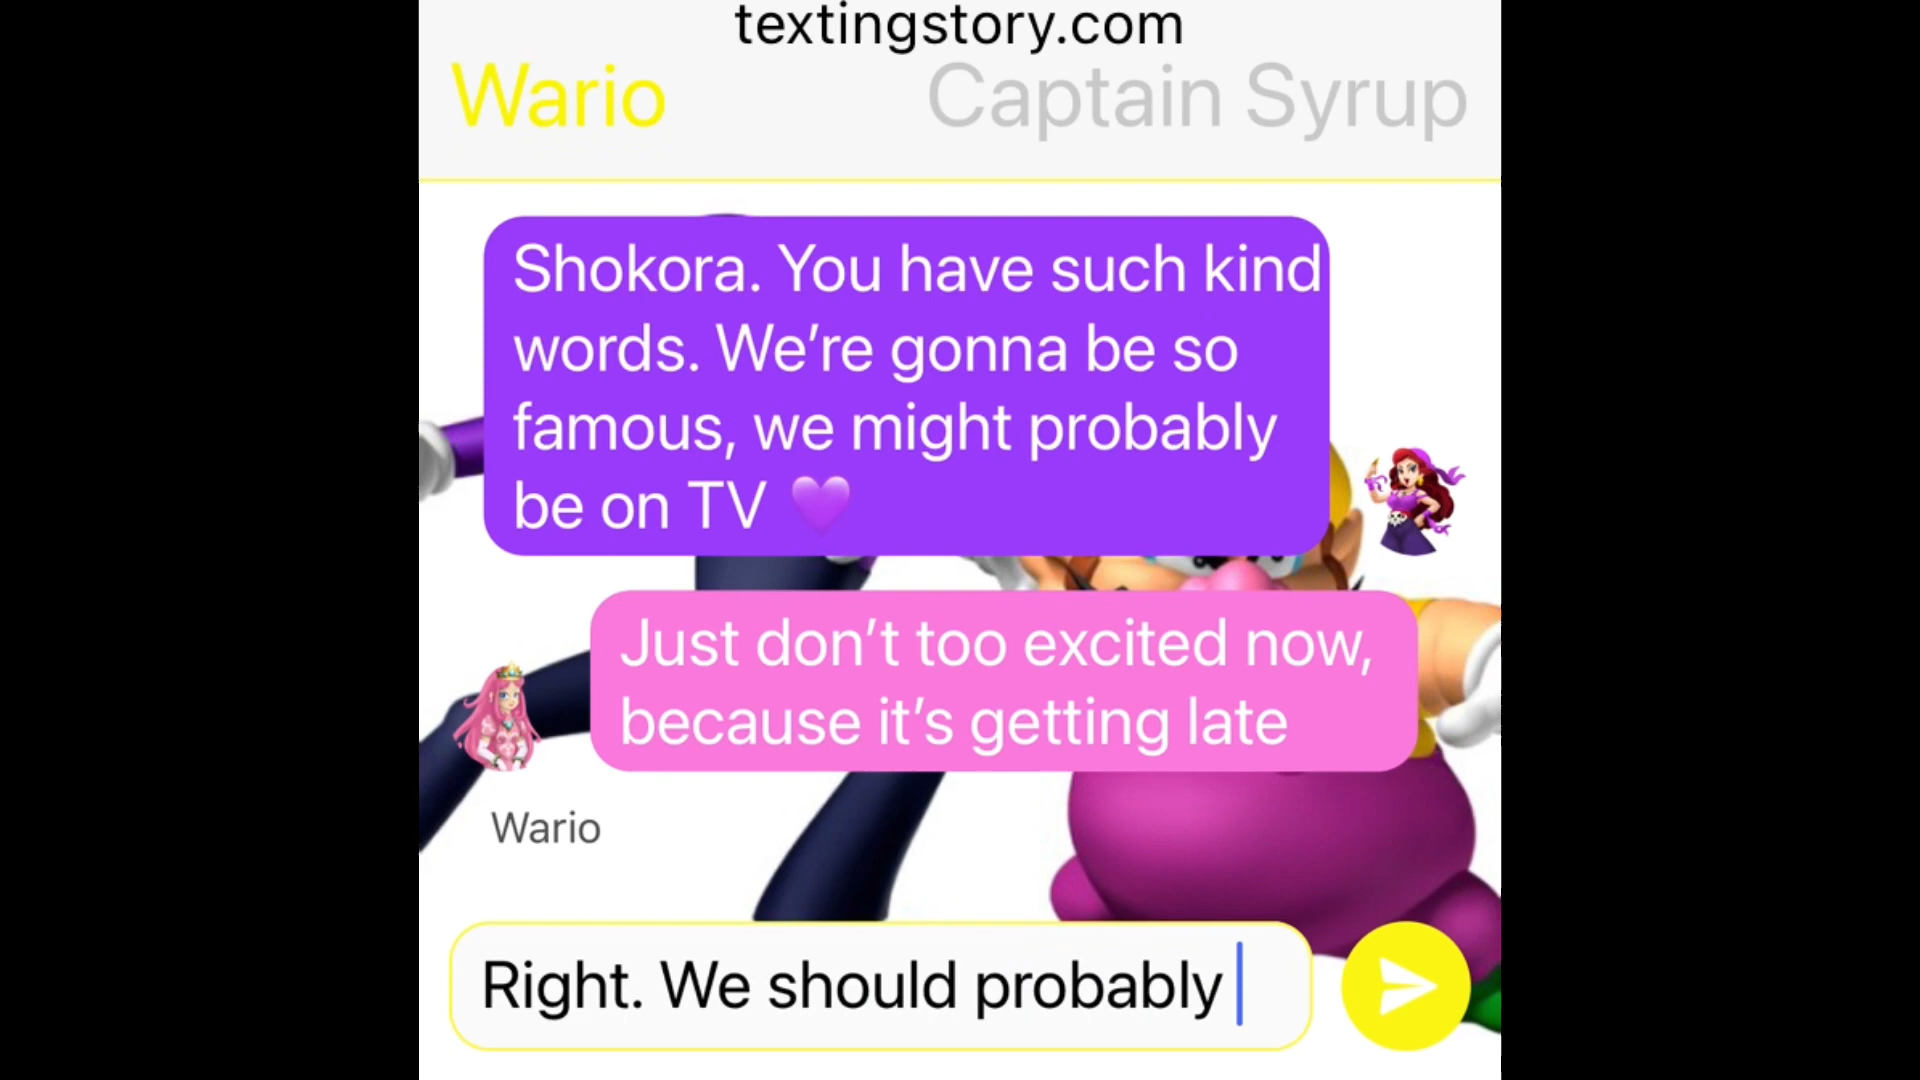 textingstory.com
Wario
Captain Syrup
Shokora. You have such kind
words. We’re gonna be so
famous, we might probably
be on TV 💜
Just don’t too excited now,
because it’s getting late
Wario
Right. We should probably